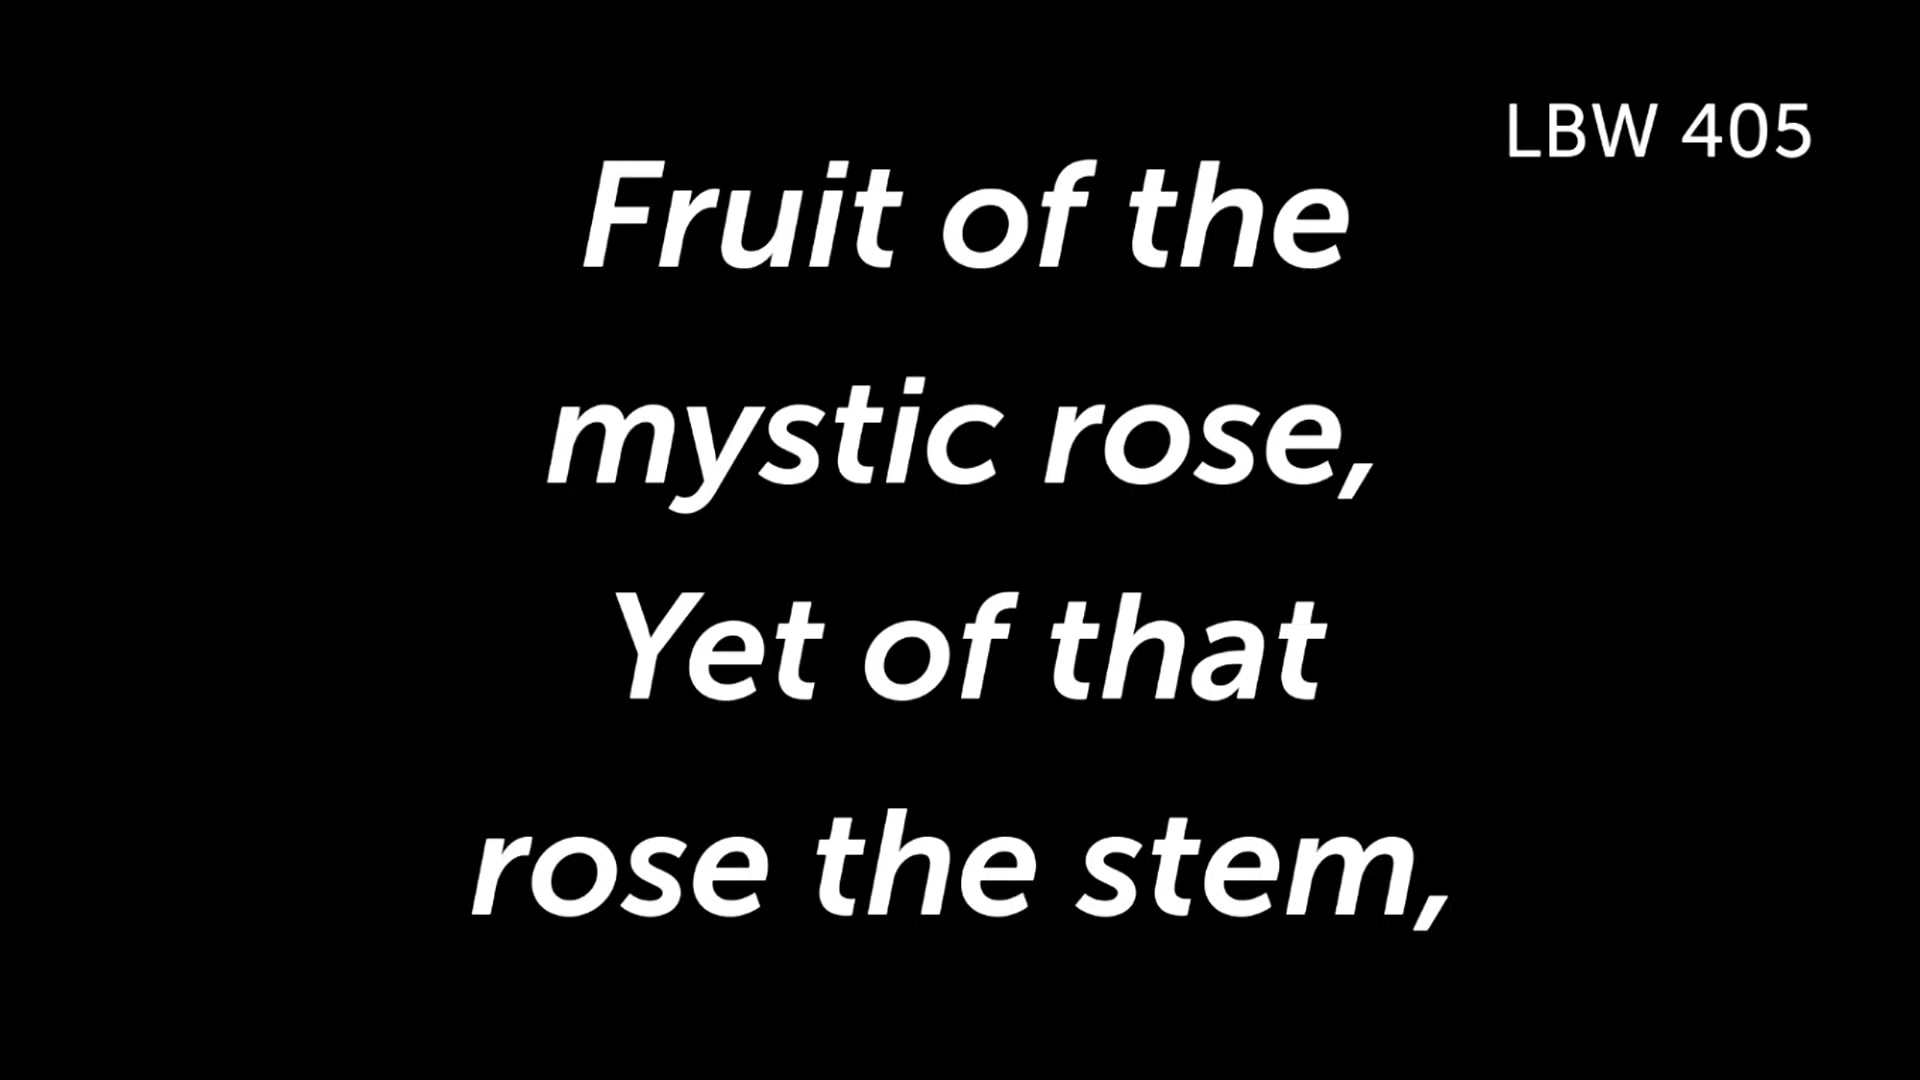 LBW 405
Fruit of the
mystic rose,
Yet of that
rose the stem,